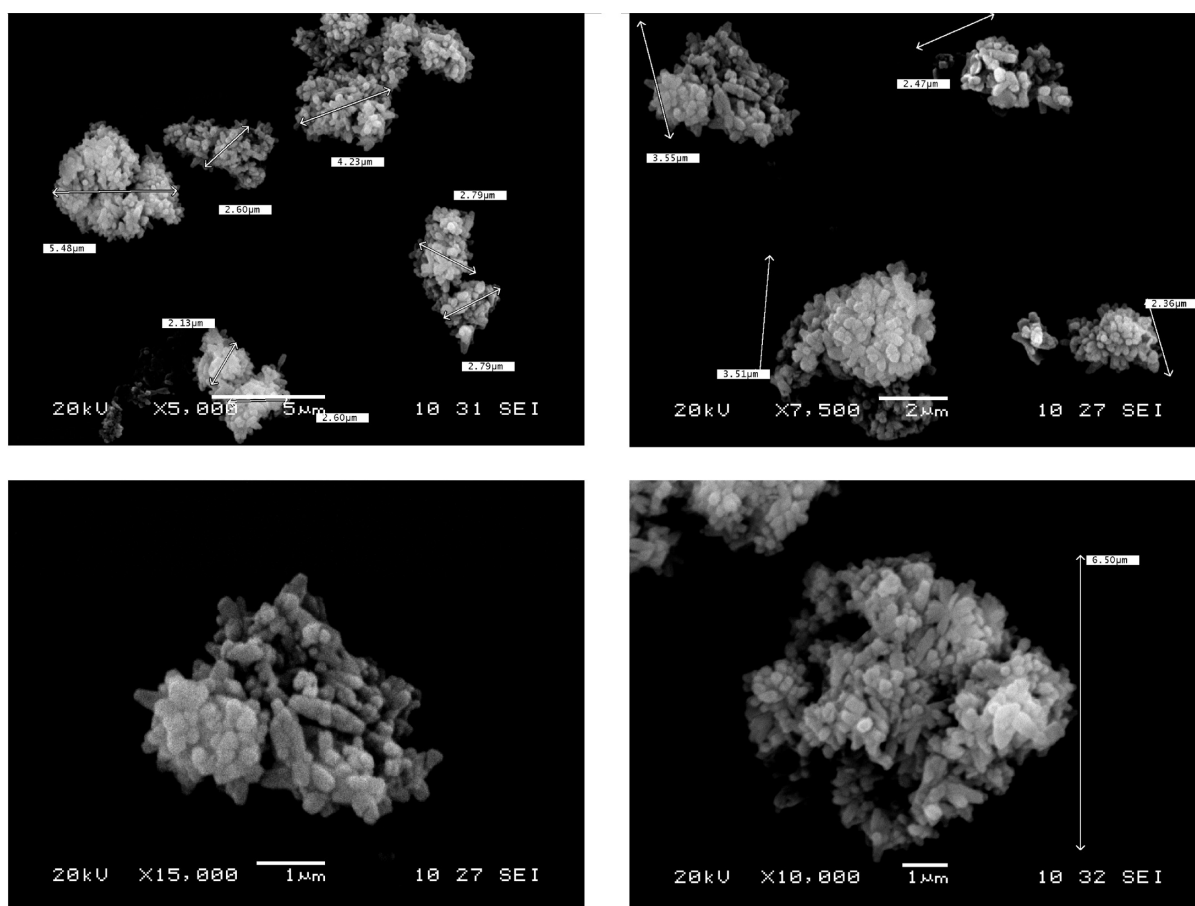 4.23μm
2.60μm
2.79μm
5.48μm
2.13μm
2.79μm
2.60μm
20kV X5,000 5μm 10 31 SEI
2.47μm
3.55μm
2.36μm
3.51μm
20kV X7,500 2μm 10 27 SEI
20kV X15,000 1μm 10 27 SEI
6.50μm
20kV X10,000 1μm 10 32 SEI